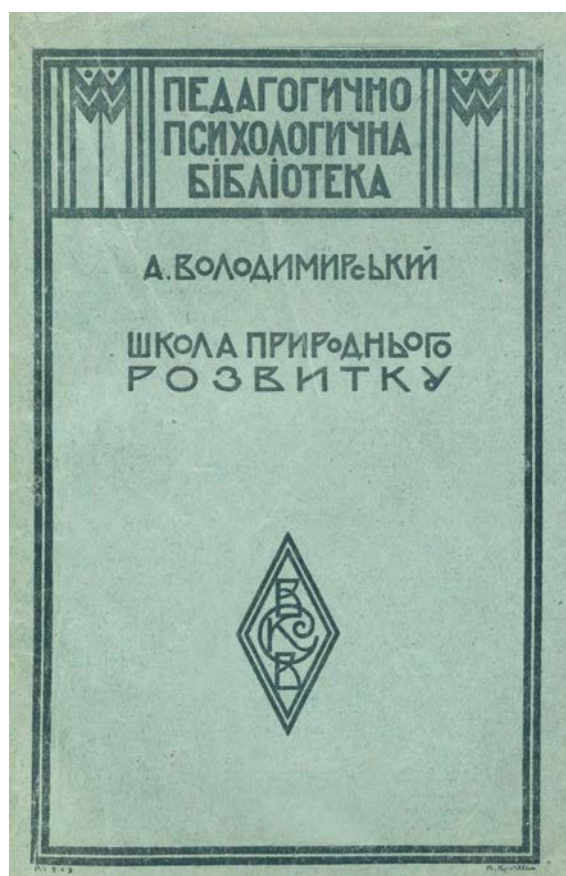 ПЕДАГОГИЧНО
ПСИХОЛОГИЧНА
БІБЛІОТЕКА
А. ВОЛОДИМИРСЬКИЙ
ШКОЛА ПРИРОДНЬОГО
РОЗВИТКУ